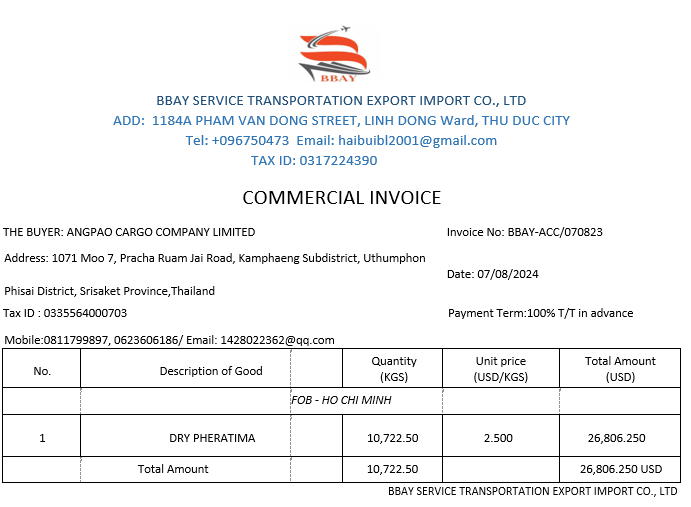 BBAY
BBAY SERVICE TRANSPORTATION EXPORT IMPORT CO., LTD
ADD: 1184A PHAM VAN DONG STREET, LINH DONG Ward, THU DUC CITY
Tel: +096750473 Email: haibuibl2001@gmail.com
TAX ID: 0317224390
COMMERCIAL INVOICE
THE BUYER: ANGPAO CARGO COMPANY LIMITED
Invoice No: BBAY-ACC/070823
Address: 1071 Moo 7, Pracha Ruam Jai Road, Kamphaeng Subdistrict, Uthumphon
Date: 07/08/2024
Phisai District, Srisaket Province,Thailand
Tax ID : 0335564000703
Payment Term:100% T/T in advance
Mobile:0811799897, 0623606186/ Email: 1428022362@qq.com
No. Description of Good Quantity (KGS) Unit price (USD/KGS) Total Amount (USD)
FOB - HO CHI MINH
1 DRY PHERATIMA 10,722.50 2.500 26,806.250
Total Amount 10,722.50 26,806.250 USD
BBAY SERVICE TRANSPORTATION EXPORT IMPORT CO., LTD